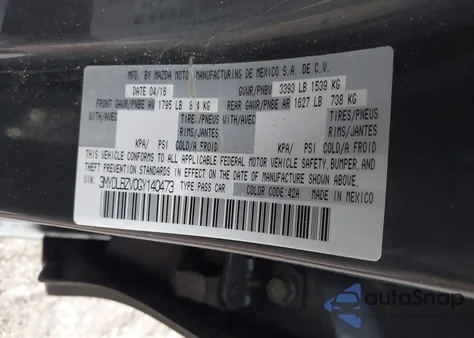 MFD. BY MAZDA MOTOR MANUFACTURING DE MEXICO S.A. DE C.V.
DATE 04/16 GVWR/PNBV 3393 LB 1539 KG
FRONT GAWR/PNBE AV 1795 LB KG REAR GAWR/PNBE AR 1627 LB 738 KG
WITH/AVEC TIRES/PNEUS WITH/AVEC TIRES/PNEUS
RIMS/JANTES RIMS/JANTES
KPA/ PSI COLD/A FROID KPA/ PSI COLD/A FROID
THIS VEHICLE CONFORMS TO ALL APPLICABLE FEDERAL MOTOR VEHICLE SAFETY, BUMPER, AND
THEFT PREVENTION STANDARDS IN EFFECT ON THE DATE OF MANUFACTURE SHOWN ABOVE.
VIN: 3MYDLBZV0GY140473 TYPE:PASS CAR COLOR CODE:42A MADE IN MEXICO
autoSnap